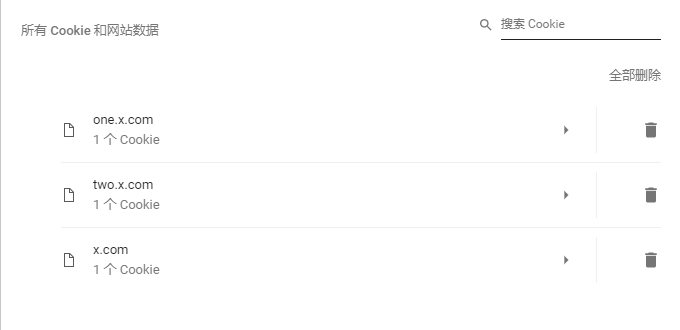 所有 Cookie 和网站数据
搜索 Cookie
全部删除
one.x.com
1 个 Cookie
two.x.com
1 个 Cookie
x.com
1 个 Cookie